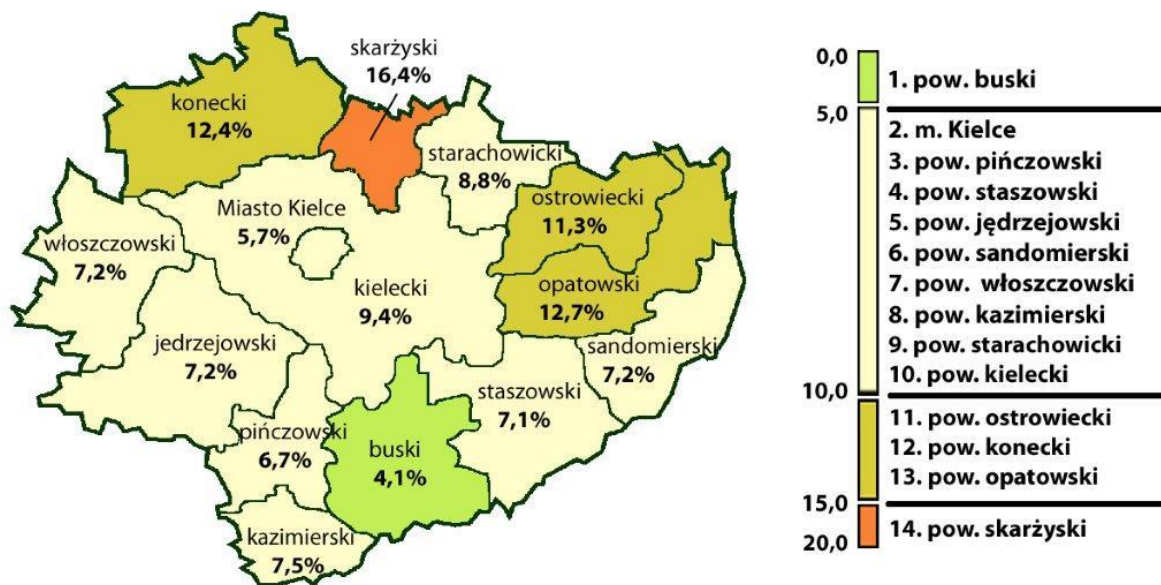 skarżyski
16,4%
konecki
12,4%
starachowicki
8,8%
ostrowiecki
11,3%
Miasto Kielce
5,7%
włoszczowski
7,2%
kielecki
9,4%
opatowski
12,7%
jedrzejowski
7,2%
sandomierski
7,2%
staszowski
7,1%
pińczowski
6,7%
buski
4,1%
kazimierski
7,5%
0,0
1. pow. buski
5,0
2. m. Kielce
3. pow. pińczowski
4. pow. staszowski
5. pow. jędrzejowski
6. pow. sandomierski
7. pow. włoszczowski
8. pow. kazimierski
9. pow. starachowicki
10. pow. kielecki
10,0
11. pow. ostrowiecki
12. pow. konecki
13. pow. opatowski
15,0
14. pow. skarżyski
20,0